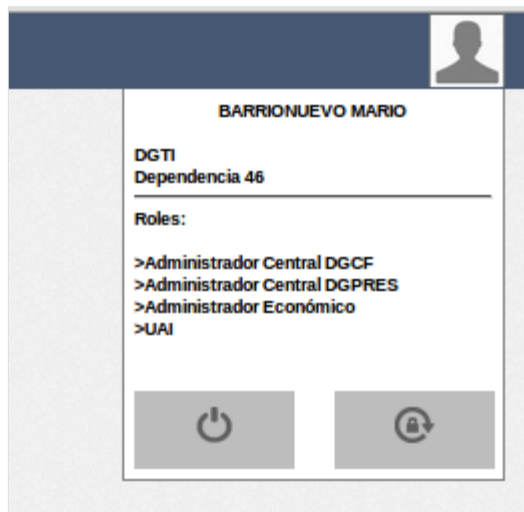 BARRIONUEVO MARIO
DGTI
Dependencia 46
Roles:
>Administrador Central DGCF
>Administrador Central DGPRES
>Administrador Económico
>UAI